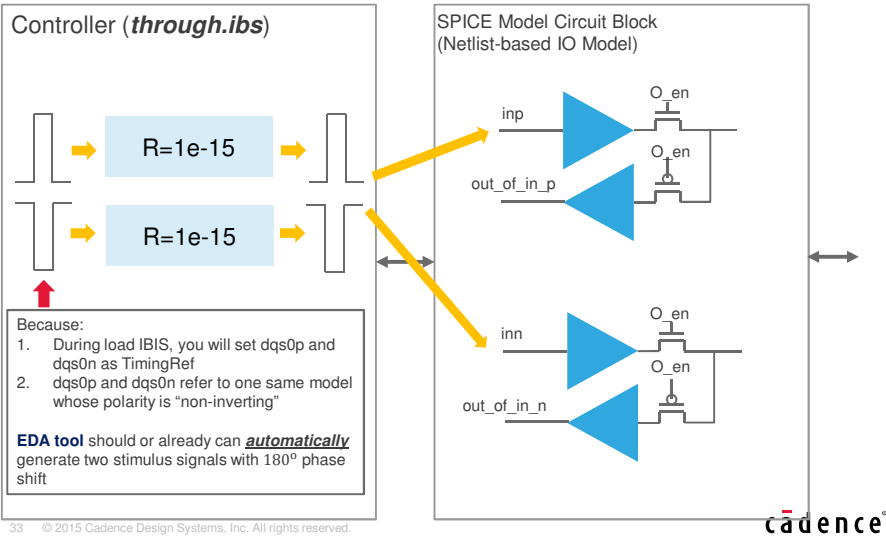 Controller (through.ibs)
R=1e-15
R=1e-15
Because:
1. During load IBIS, you will set dqs0p and
dqs0n as TimingRef
2. dqs0p and dqs0n refer to one same model
whose polarity is “non-inverting”
EDA tool should or already can automatically
generate two stimulus signals with 180⁰ phase
shift
SPICE Model Circuit Block
(Netlist-based IO Model)
O_en
inp
O_en
out_of_in_p
O_en
inn
O_en
out_of_in_n
33 © 2015 Cadence Design Systems, Inc. All rights reserved.
cādence®